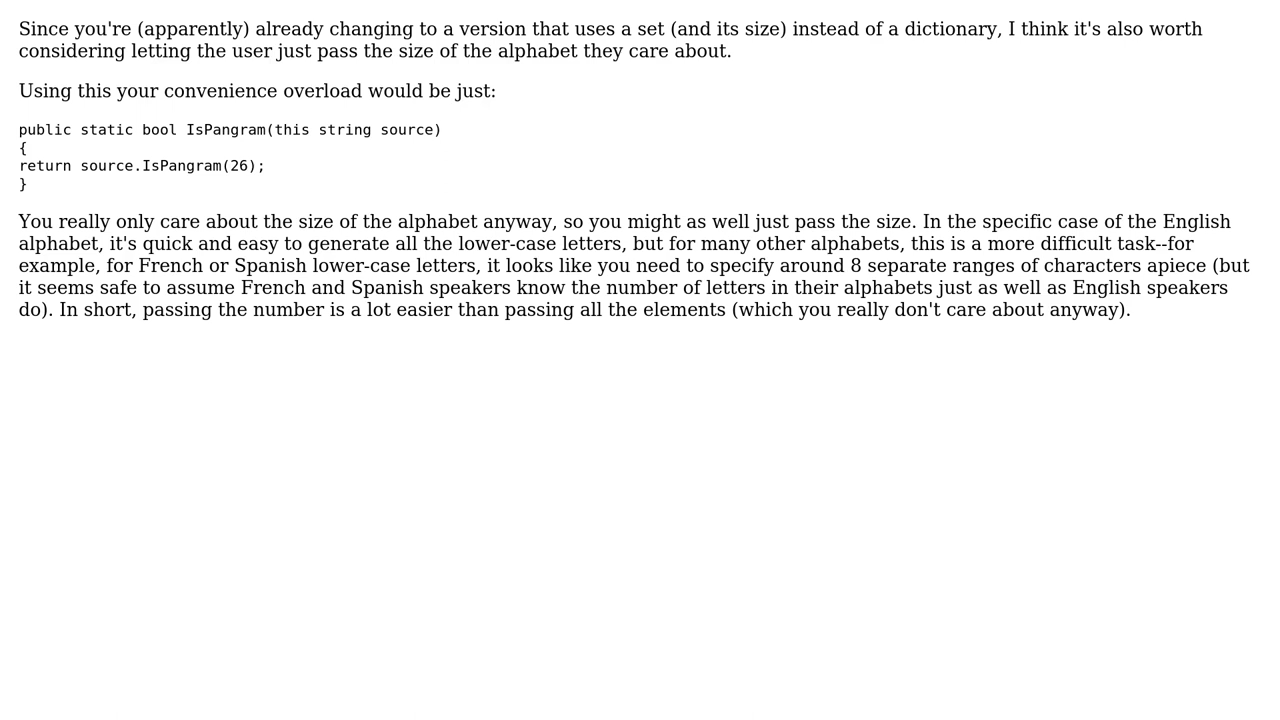 Since you're (apparently) already changing to a version that uses a set (and its size) instead of a dictionary, I think it's also worth
considering letting the user just pass the size of the alphabet they care about.
Using this your convenience overload would be just:
public static bool IsPangram(this string source)
{
return source.IsPangram(26);
}
You really only care about the size of the alphabet anyway, so you might as well just pass the size. In the specific case of the English
alphabet, it's quick and easy to generate all the lower-case letters, but for many other alphabets, this is a more difficult task--for
example, for French or Spanish lower-case letters, it looks like you need to specify around 8 separate ranges of characters apiece (but
it seems safe to assume French and Spanish speakers know the number of letters in their alphabets just as well as English speakers
do). In short, passing the number is a lot easier than passing all the elements (which you really don't care about anyway).